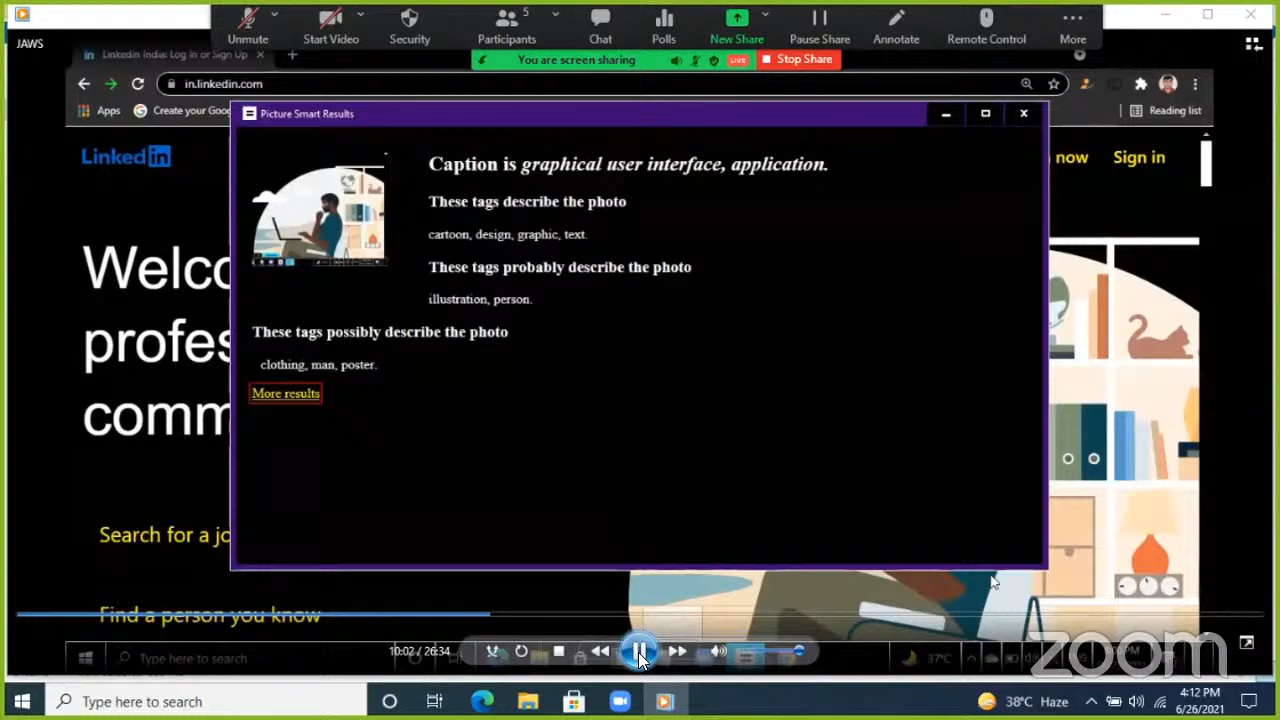 Unmute
Start Video
Security
Participants
5
Chat
Polls
New Share
Pause Share
Annotate
Remote Control
More
JAWS
LinkedIn India: Log In or Sign Up
You are screen sharing
LIVE
Stop Share
in.linkedin.com
Apps
Create your Goo
Reading list
Picture Smart Results
Linked in
now
Sign in
Caption is graphical user interface, application.
These tags describe the photo
cartoon, design, graphic, text.
These tags probably describe the photo
illustration, person.
These tags possibly describe the photo
clothing, man, poster.
More results
Welco
profes
comm
Search for a jo
Find a person you know
10:02 / 26:34
Type here to search
37°C
zoom
Type here to search
38°C Haze
4:12 PM
6/26/2021